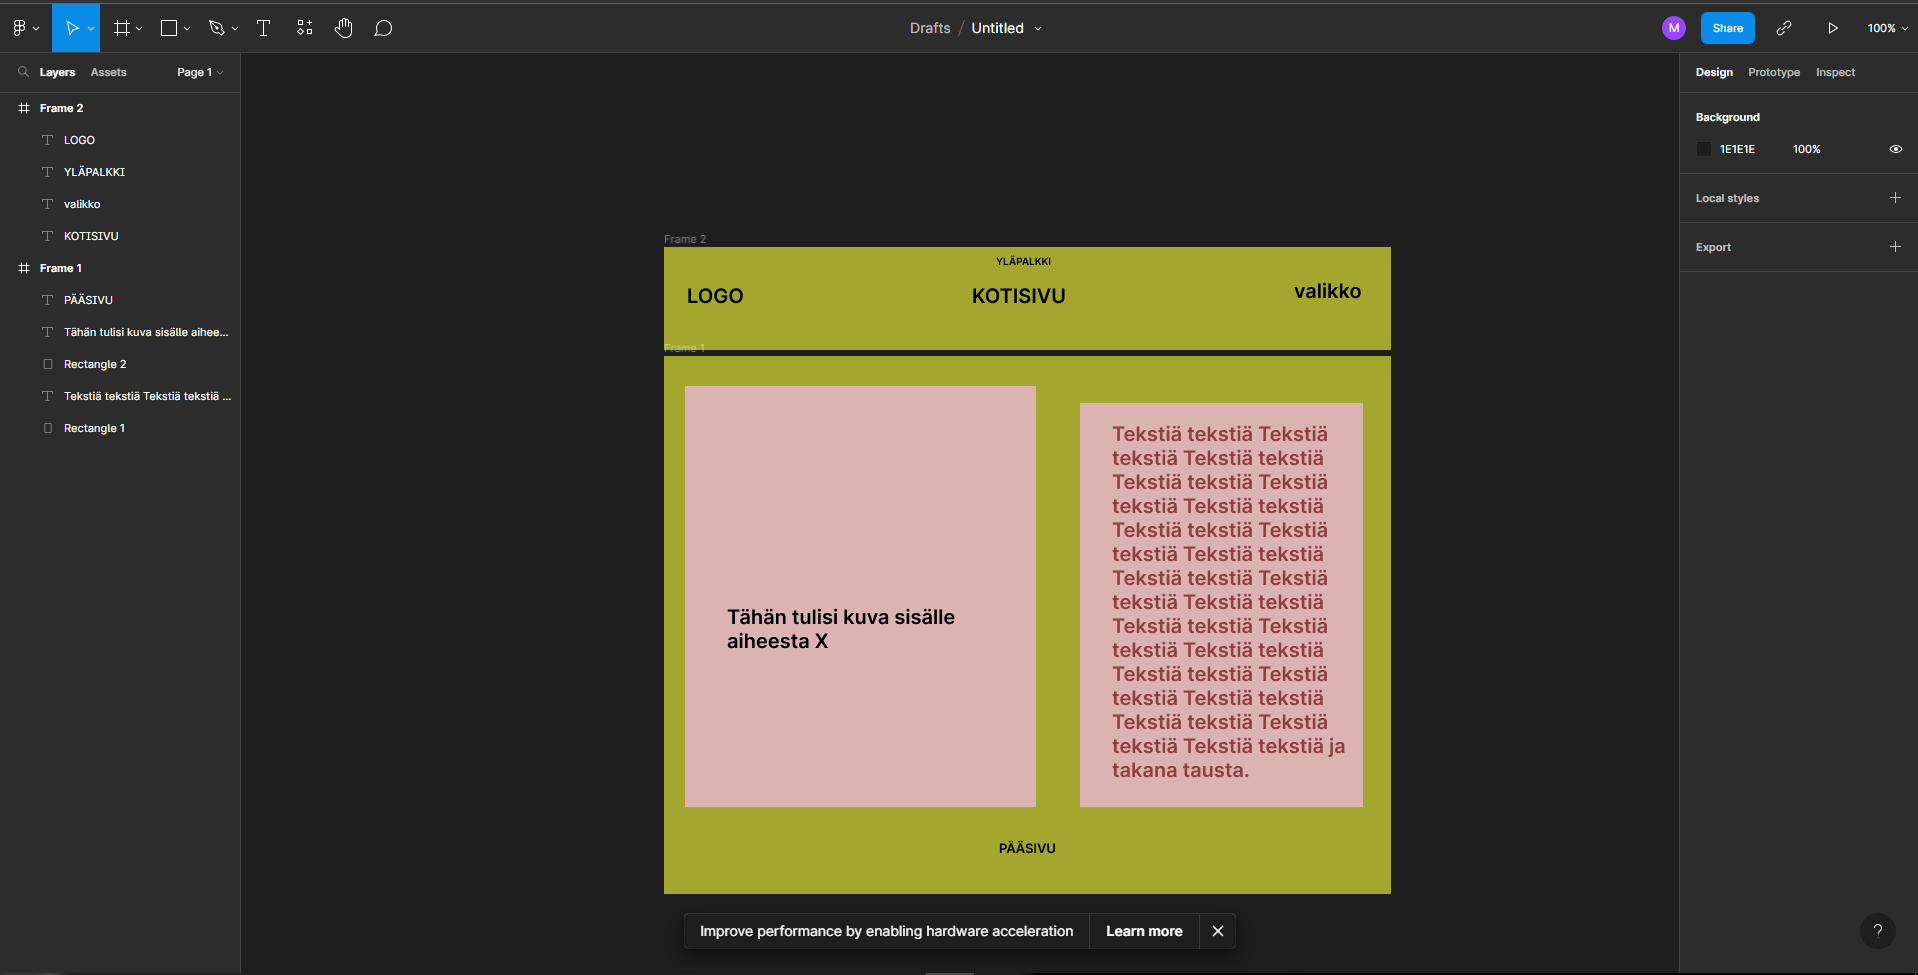 Drafts / Untitled
M
Share
100%
Layers
Assets
Page 1
Frame 2
LOGO
YLÄPALKKI
valikko
KOTISIVU
Frame 1
PÄÄSIVU
Tähän tulisi kuva sisälle aihee...
Rectangle 2
Tekstiä tekstiä Tekstiä tekstiä ...
Rectangle 1
Frame 2
YLÄPALKKI
LOGO
KOTISIVU
valikko
Frame 1
Tähän tulisi kuva sisälle
aiheesta X
Tekstiä tekstiä Tekstiä
tekstiä Tekstiä tekstiä
Tekstiä tekstiä Tekstiä
tekstiä Tekstiä tekstiä
Tekstiä tekstiä Tekstiä
tekstiä Tekstiä tekstiä
Tekstiä tekstiä Tekstiä
tekstiä Tekstiä tekstiä
Tekstiä tekstiä Tekstiä
tekstiä Tekstiä tekstiä
Tekstiä tekstiä Tekstiä
tekstiä Tekstiä tekstiä
Tekstiä tekstiä Tekstiä
tekstiä Tekstiä tekstiä ja
takana tausta.
PÄÄSIVU
Improve performance by enabling hardware acceleration
Learn more
Design
Prototype
Inspect
Background
1E1E1E
100%
Local styles
Export
?